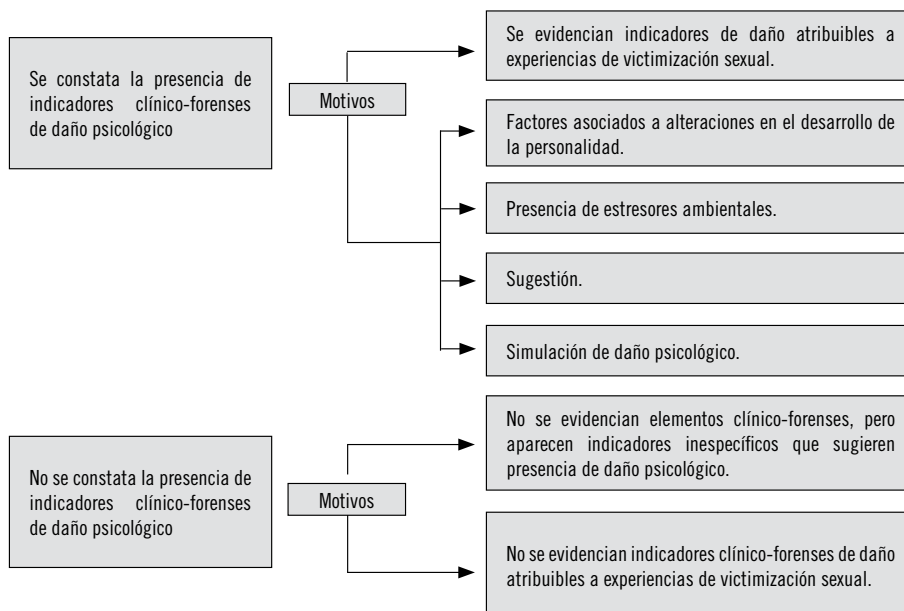 Se constata la presencia de
indicadores clínico-forenses
de daño psicológico
Motivos
Se evidencian indicadores de daño atribuibles a
experiencias de victimización sexual.
Factores asociados a alteraciones en el desarrollo de
la personalidad.
Presencia de estresores ambientales.
Sugestión.
Simulación de daño psicológico.
No se constata la presencia de
indicadores clínico-forenses
de daño psicológico
Motivos
No se evidencian elementos clínico-forenses, pero
aparecen indicadores inespecíficos que sugieren
presencia de daño psicológico.
No se evidencian indicadores clínico-forenses de daño
atribuibles a experiencias de victimización sexual.